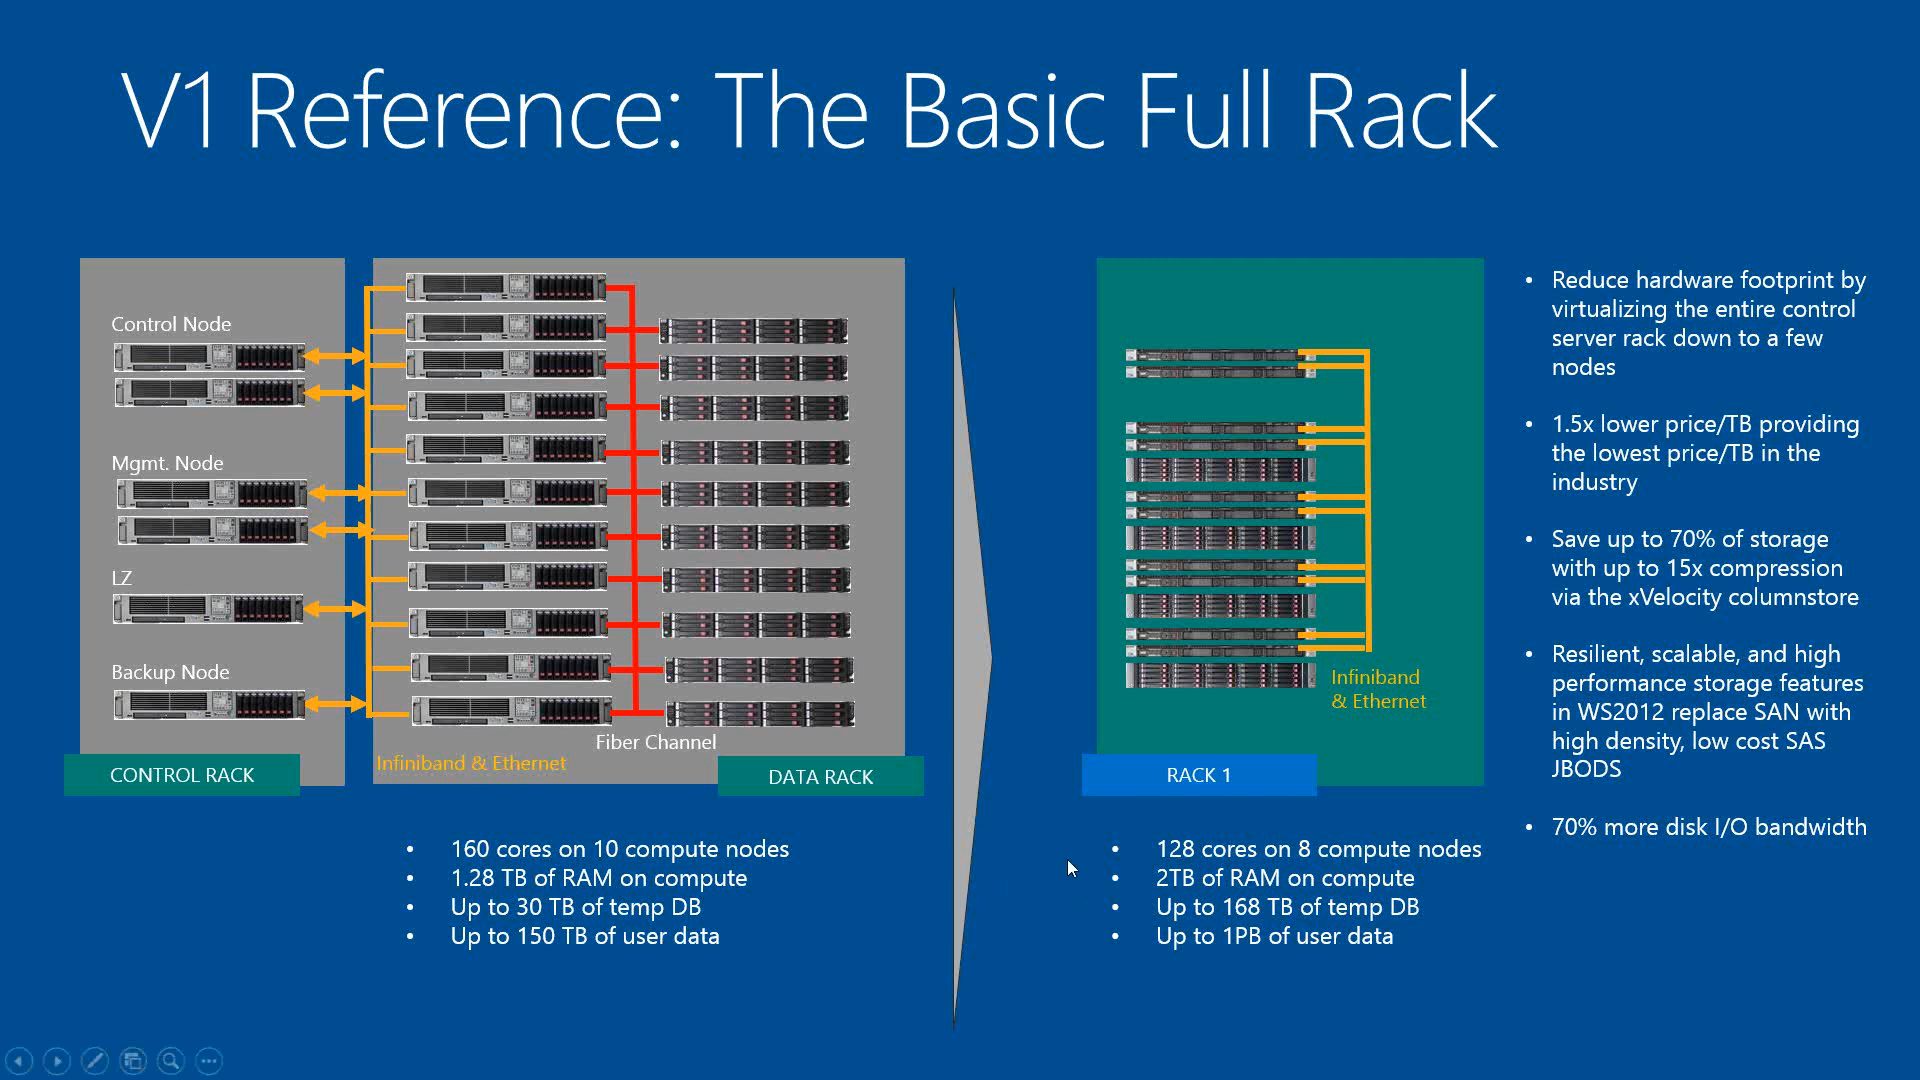 V1 Reference: The Basic Full Rack
Control Node
Mgmt. Node
LZ
Backup Node
CONTROL RACK
Fiber Channel
Infiniband & Ethernet
DATA RACK
• 160 cores on 10 compute nodes
• 1.28 TB of RAM on compute
• Up to 30 TB of temp DB
• Up to 150 TB of user data
Infiniband
& Ethernet
RACK 1
• 128 cores on 8 compute nodes
• 2TB of RAM on compute
• Up to 168 TB of temp DB
• Up to 1PB of user data
• Reduce hardware footprint by
virtualizing the entire control
server rack down to a few
nodes
• 1.5x lower price/TB providing
the lowest price/TB in the
industry
• Save up to 70% of storage
with up to 15x compression
via the xVelocity columnstore
• Resilient, scalable, and high
performance storage features
in WS2012 replace SAN with
high density, low cost SAS
JBODS
• 70% more disk I/O bandwidth